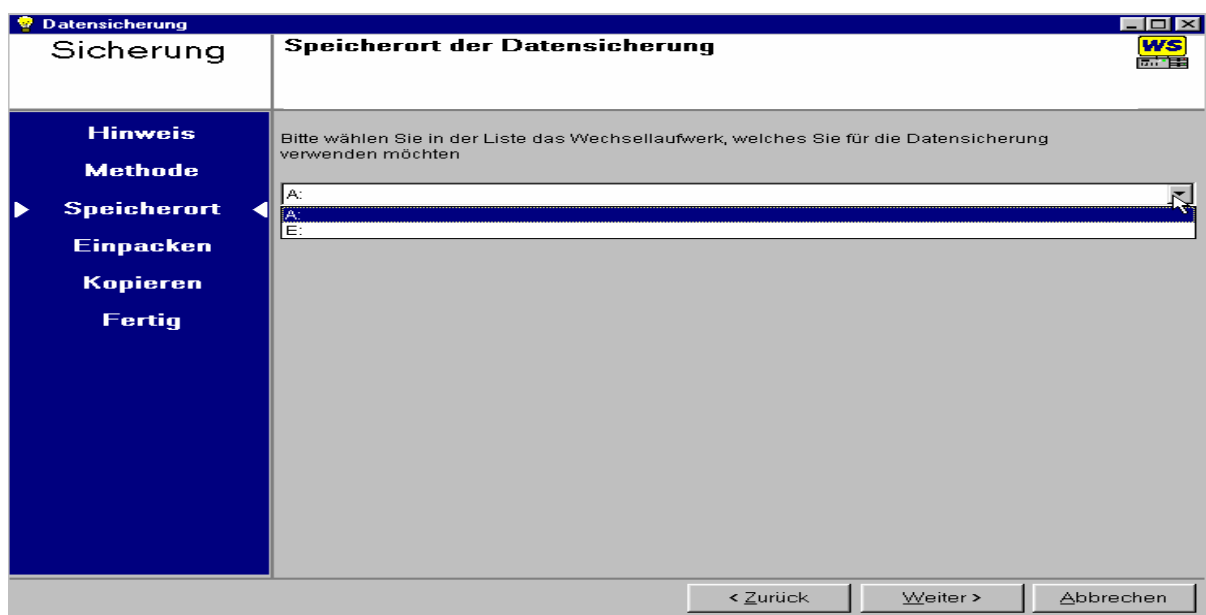 Datensicherung
Sicherung
Speicherort der Datensicherung
WS
Hinweis
Methode
Speicherort
Einpacken
Kopieren
Fertig
Bitte wählen Sie in der Liste das Wechsellaufwerk, welches Sie für die Datensicherung
verwenden möchten
A:
A:
E:
< Zurück
Weiter >
Abbrechen